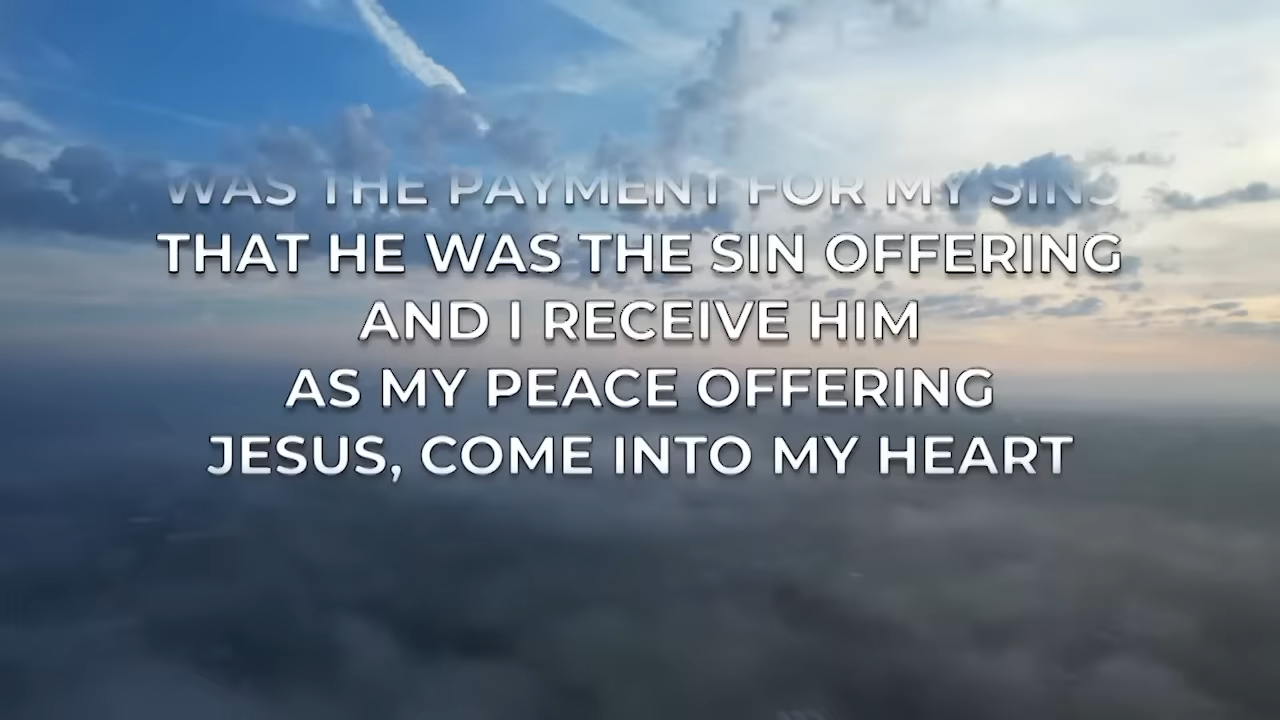 WAS THE PAYMENT FOR MY SINS
THAT HE WAS THE SIN OFFERING
AND I RECEIVE HIM
AS MY PEACE OFFERING
JESUS, COME INTO MY HEART